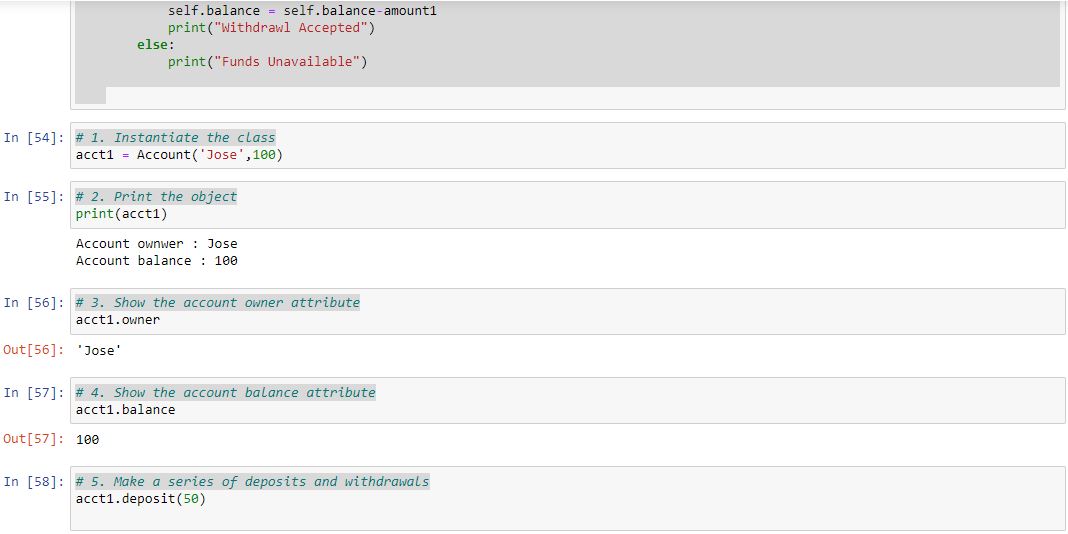 self.balance = self.balance-amount1
print("Withdrawl Accepted")
else:
print("Funds Unavailable")
In [54]: # 1. Instantiate the class
acct1 = Account('Jose',100)
In [55]: # 2. Print the object
print(acct1)
Account ownwer : Jose
Account balance : 100
In [56]: # 3. Show the account owner attribute
acct1.owner
Out[56]: 'Jose'
In [57]: # 4. Show the account balance attribute
acct1.balance
Out[57]: 100
In [58]: # 5. Make a series of deposits and withdrawals
acct1.deposit(50)